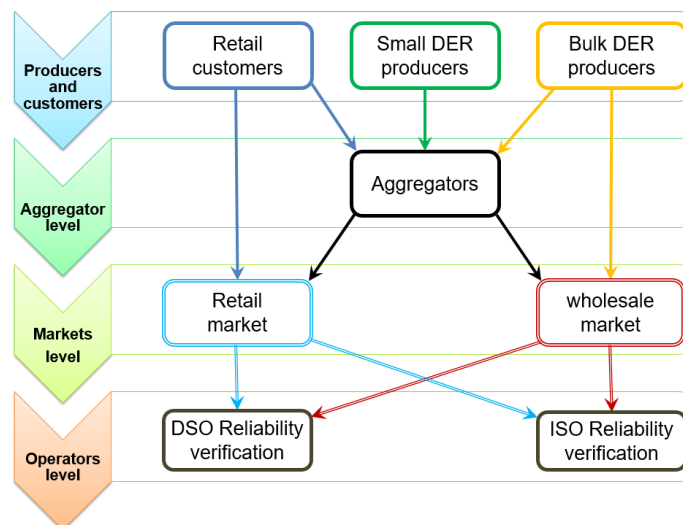 Producers
and
customers
Retail
customers
Small DER
producers
Bulk DER
producers
Aggregator
level
Aggregators
Markets
level
Retail
market
wholesale
market
Operators
level
DSO Reliability
verification
ISO Reliability
verification